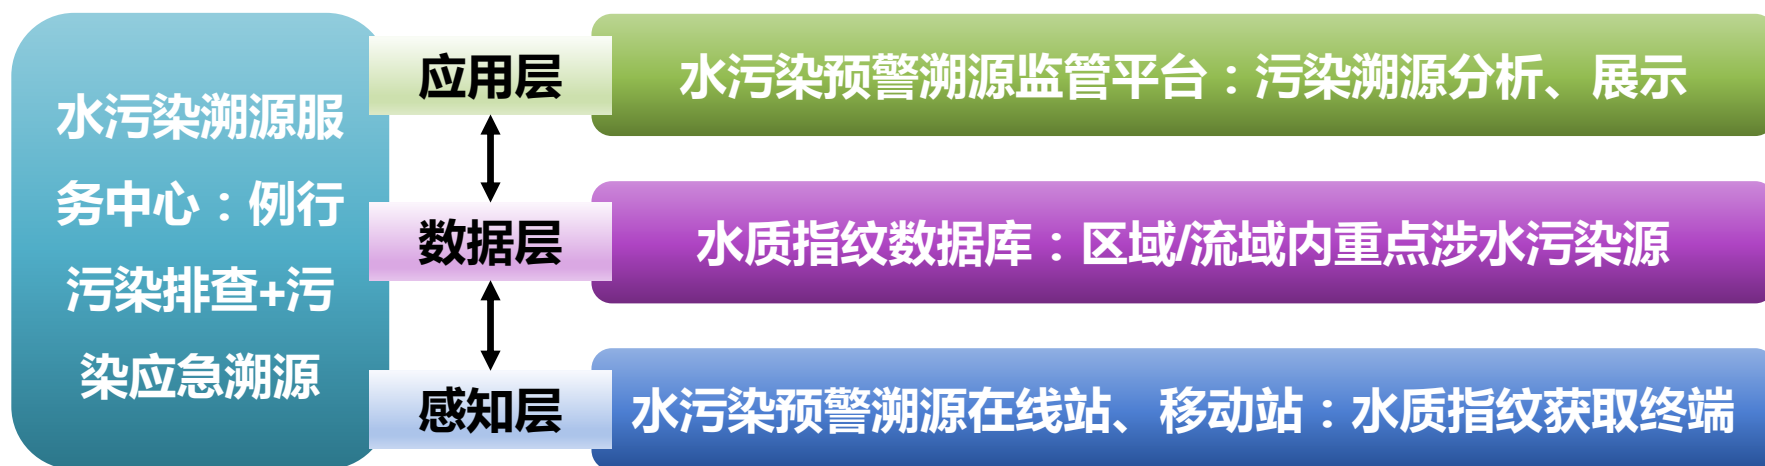 水污染溯源服
务中心：例行
污染排查+污
染应急溯源
应用层
水污染预警溯源监管平台：污染溯源分析、展示
数据层
水质指纹数据库：区域/流域内重点涉水污染源
感知层
水污染预警溯源在线站、移动站：水质指纹获取终端